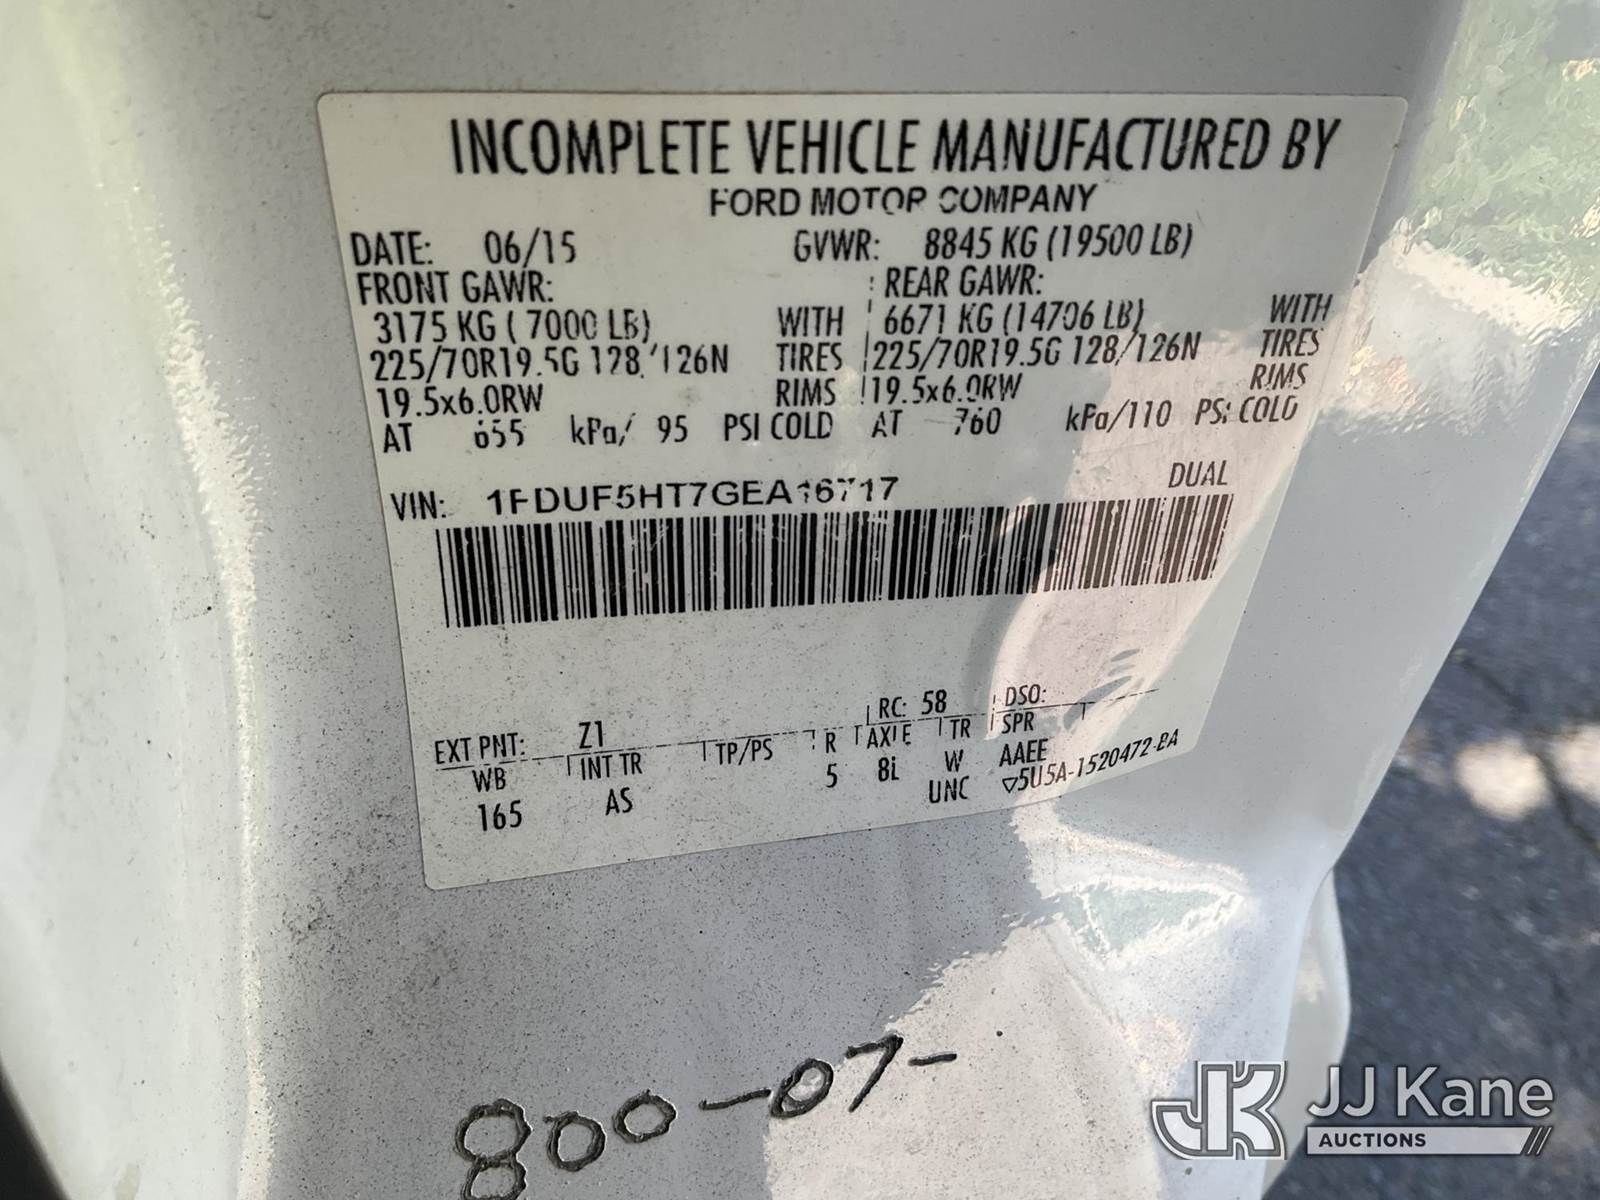 INCOMPLETE VEHICLE MANUFACTURED BY
FORD MOTOR COMPANY
DATE: 06/15 GVWR: 8845 KG (19500 LB)
FRONT GAWR: REAR GAWR:
3175 KG ( 7000 LB) WITH 6671 KG (14706 LB) WITH
225/70R19.5G 128/126N TIRES 225/70R19.5G 128/126N TIRES
19.5x6.0RW RIMS 19.5x6.0RW RIMS
AT 655 kPa/ 95 PSI COLD AT 760 kPa/110 PSI COLD
DUAL
VIN: 1FDUF5HT7GEA16717
RC: 58 DSO:
EXT PNT: Z1
WB INT TR TP/PS R AXLE TR SPR
165 AS 5 8L W AAEE
UNC 5U5A-1520472-BA
800-07-
JK JJ Kane
AUCTIONS